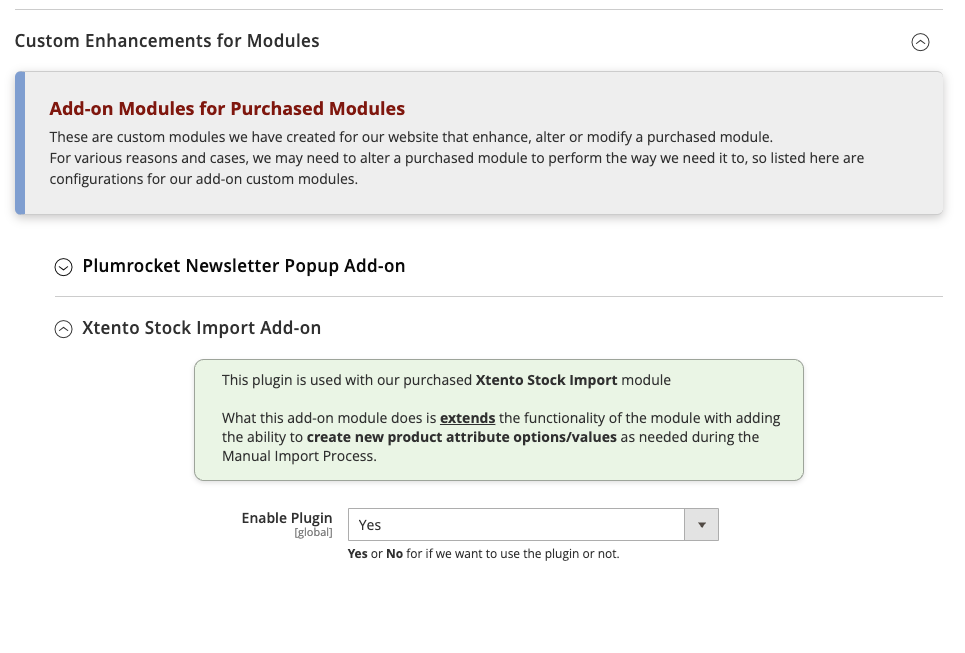 Custom Enhancements for Modules
Add-on Modules for Purchased Modules
These are custom modules we have created for our website that enhance, alter or modify a purchased module.
For various reasons and cases, we may need to alter a purchased module to perform the way we need it to, so listed here are
configurations for our add-on custom modules.
Plumrocket Newsletter Popup Add-on
Xtento Stock Import Add-on
This plugin is used with our purchased Xtento Stock Import module
What this add-on module does is extends the functionality of the module with adding
the ability to create new product attribute options/values as needed during the
Manual Import Process.
Enable Plugin
[global]
Yes
Yes or No for if we want to use the plugin or not.